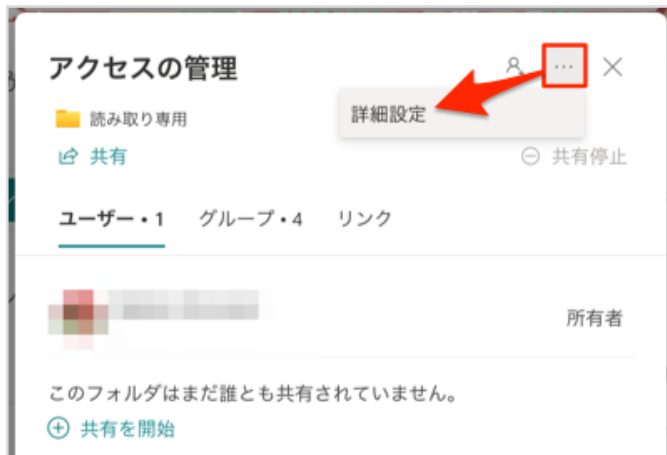 アクセスの管理
…
詳細設定
読み取り専用
共有
共有停止
ユーザー・1 グループ・4 リンク
所有者
このフォルダはまだ誰とも共有されていません。
共有を開始